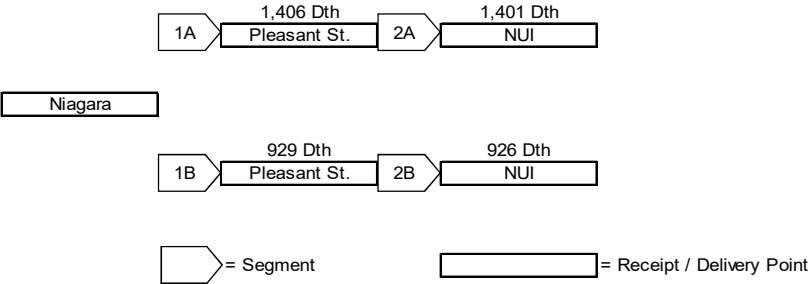 1,406 Dth 1,401 Dth
1A Pleasant St. 2A NUI
Niagara
929 Dth 926 Dth
1B Pleasant St. 2B NUI
= Segment = Receipt / Delivery Point